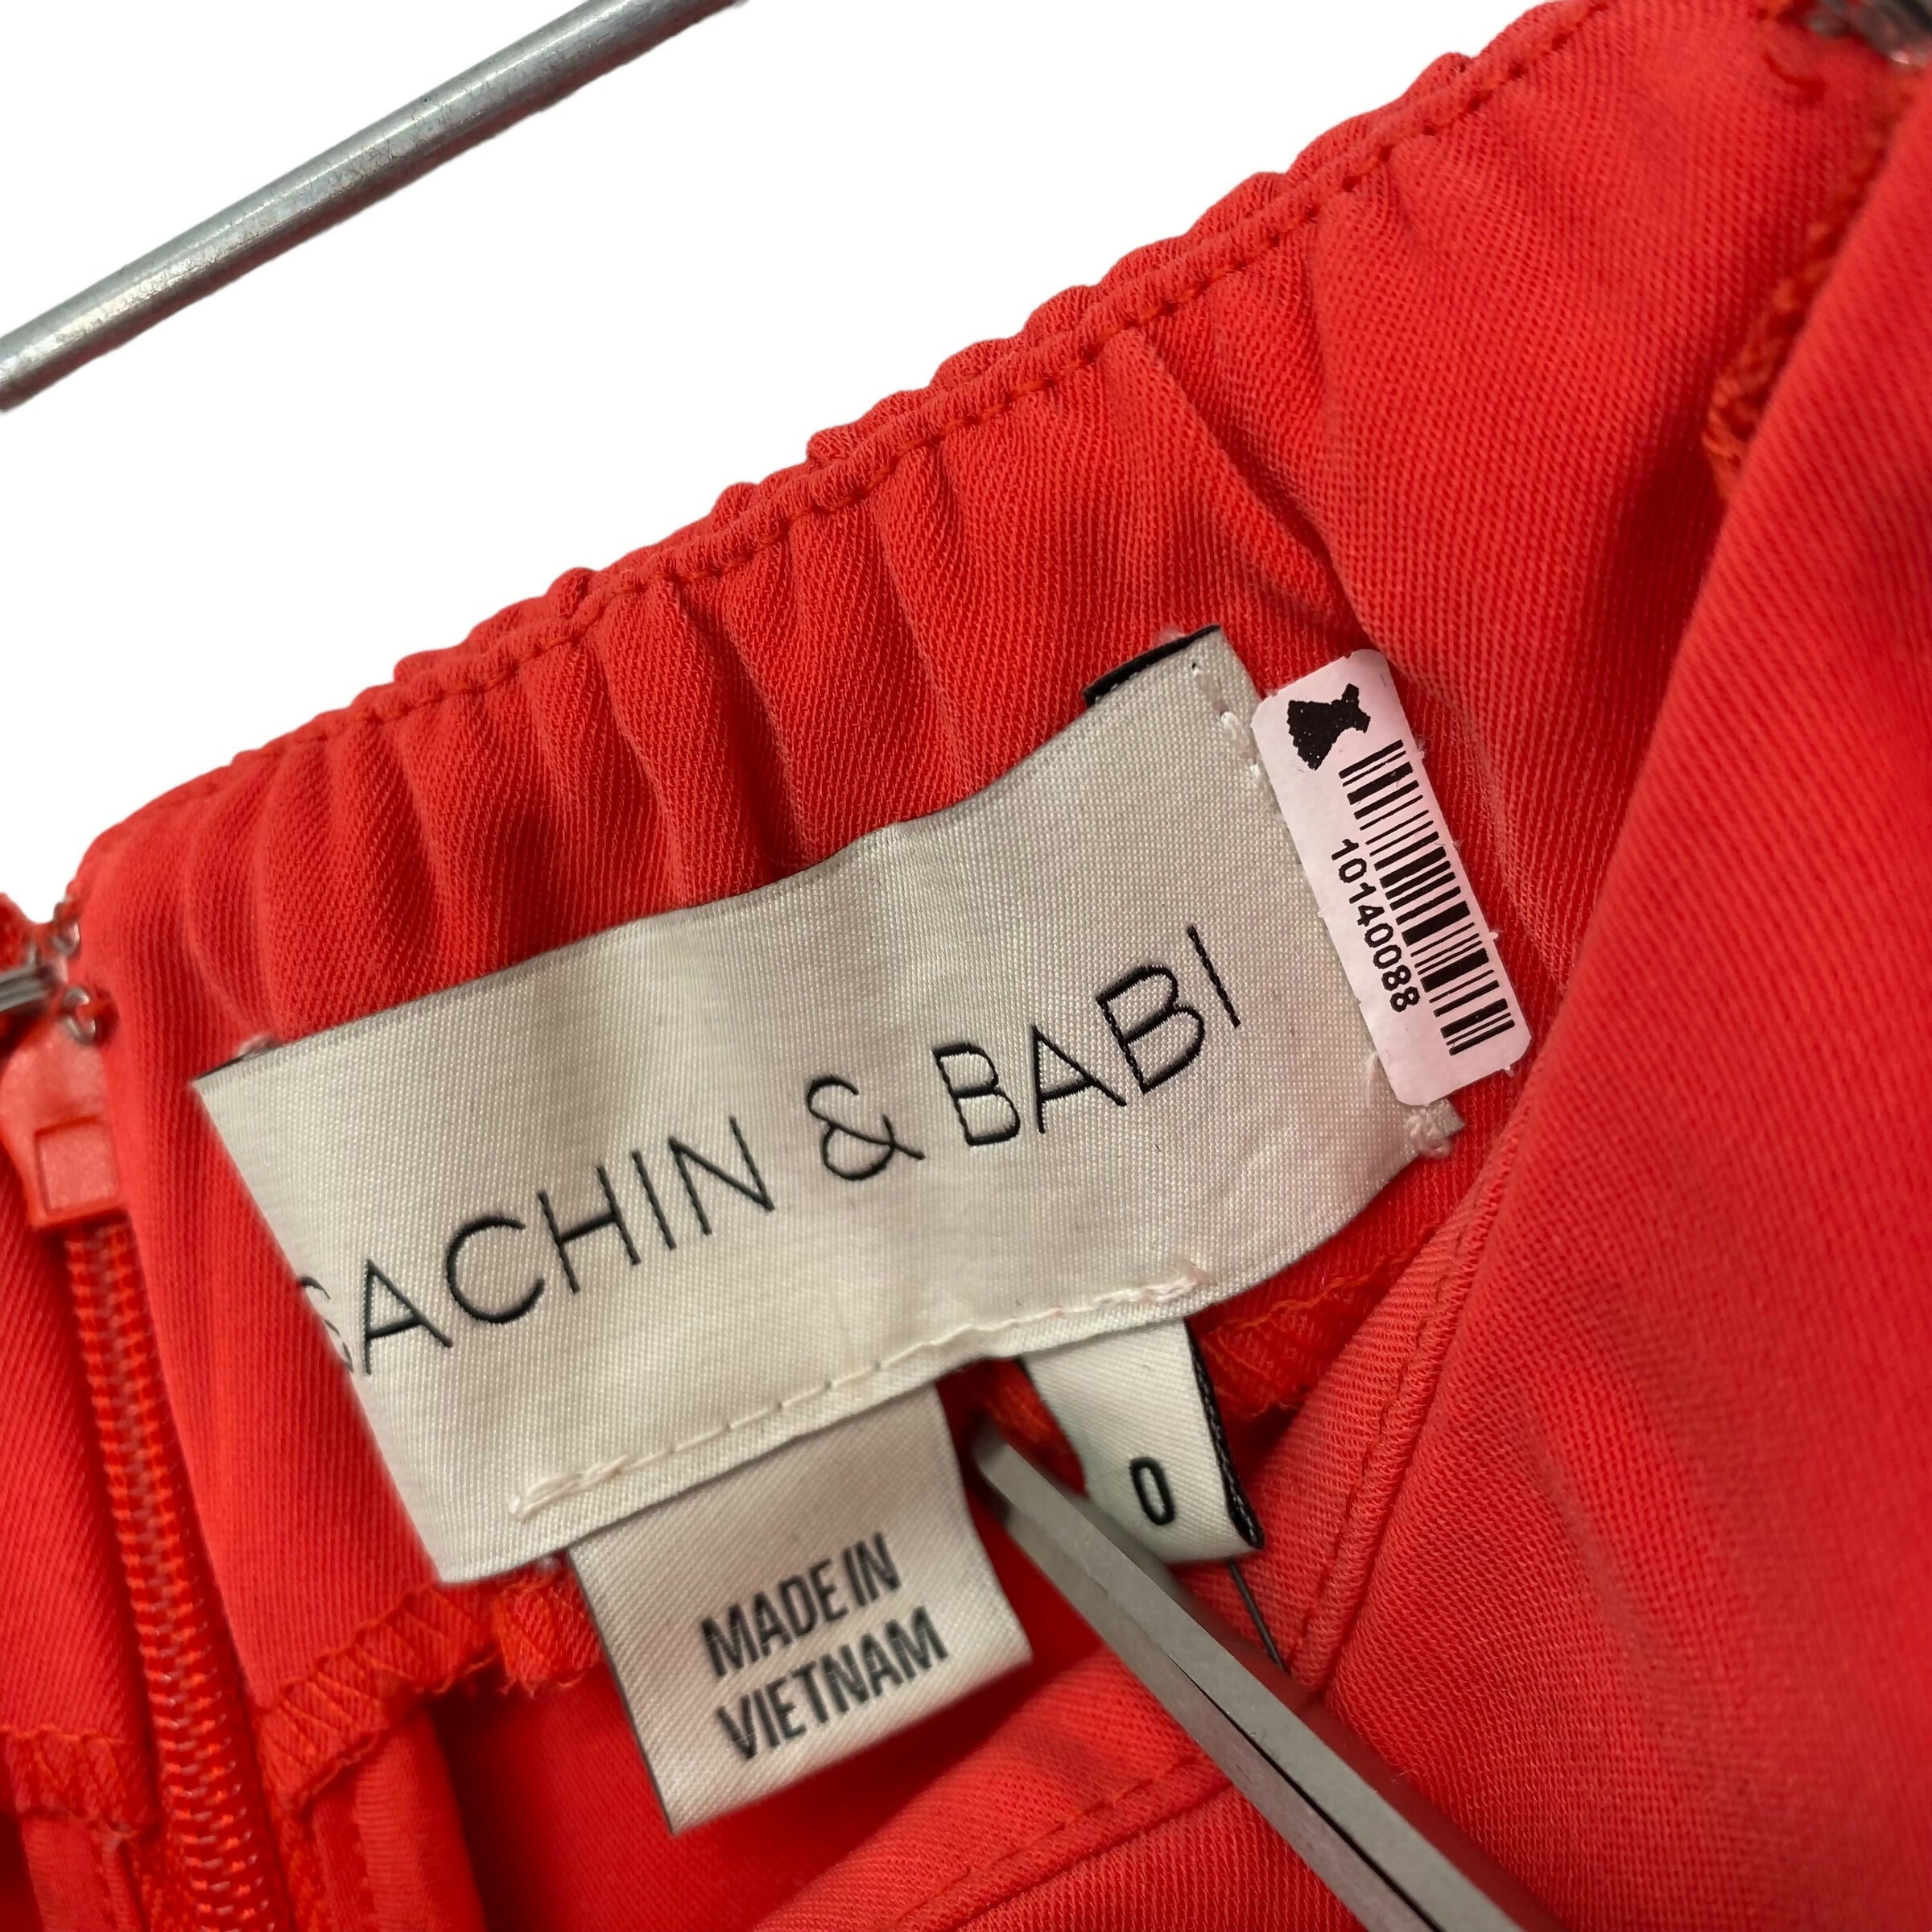 SACHIN & BABI
10140088
0
MADE IN
VIETNAM